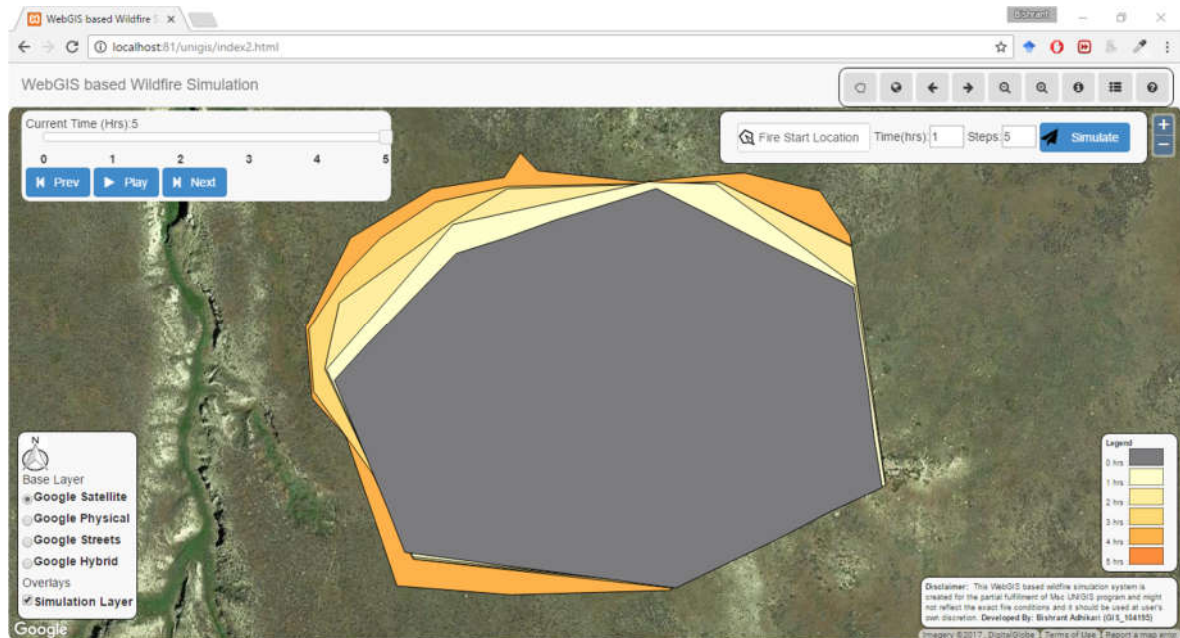 WebGIS based Wildfire S
Bishrant
localhost:81/unigis/index2.html
WebGIS based Wildfire Simulation
Current Time (Hrs):5
0 1 2 3 4 5
Prev Play Next
Fire Start Location Time(hrs): 1 Steps: 5 Simulate
+
−
N
Base Layer
Google Satellite
Google Physical
Google Streets
Google Hybrid
Overlays
Simulation Layer
Google
Legend
0 hrs
1 hrs
2 hrs
3 hrs
4 hrs
5 hrs
Disclaimer: This WebGIS based wildfire simulation system is
created for the partial fulfillment of Msc UNIGIS program and might
not reflect the exact fire conditions and it should be used at user's
own discretion. Developed By: Bishrant Adhikari (GIS_104195)
Imagery ©2017, DigitalGlobe Terms of Use Report a map error